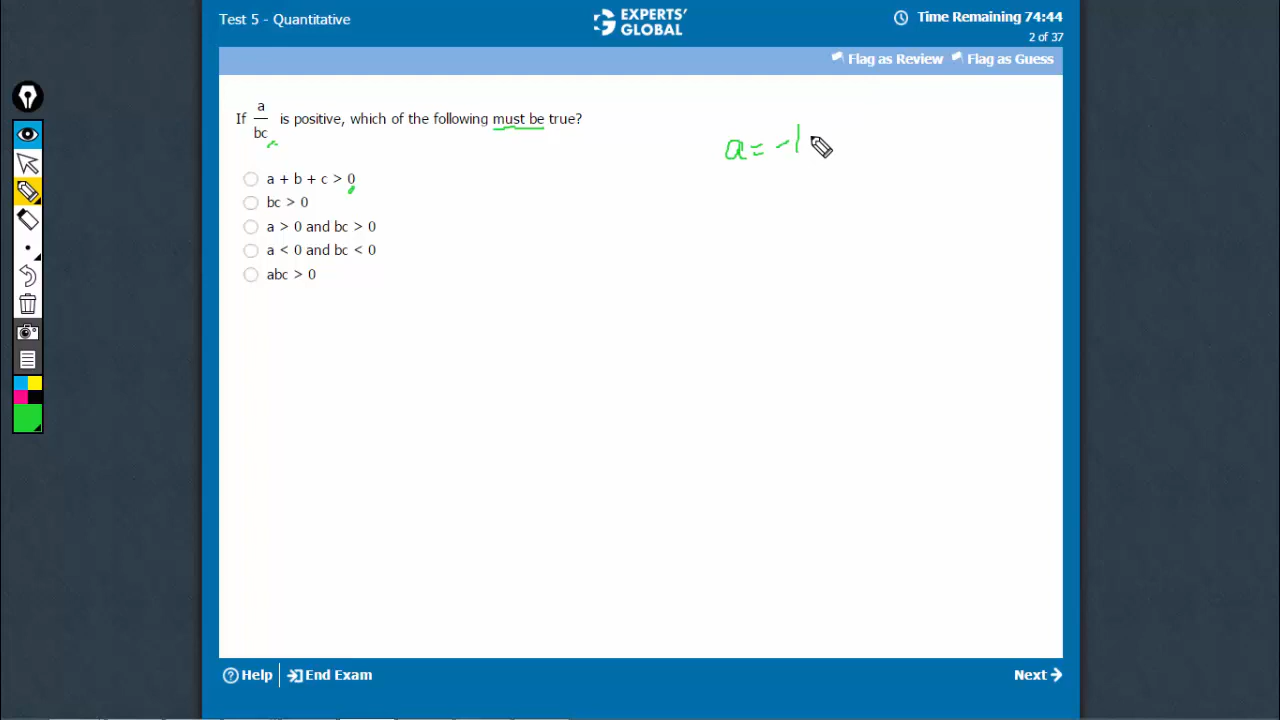 Test 5 - Quantitative
EXPERTS'
GLOBAL
Time Remaining 74:44
2 of 37
Flag as Review
Flag as Guess
If a/bc is positive, which of the following must be true?
a = -1
a + b + c > 0
bc > 0
a > 0 and bc > 0
a < 0 and bc < 0
abc > 0
Help
End Exam
Next